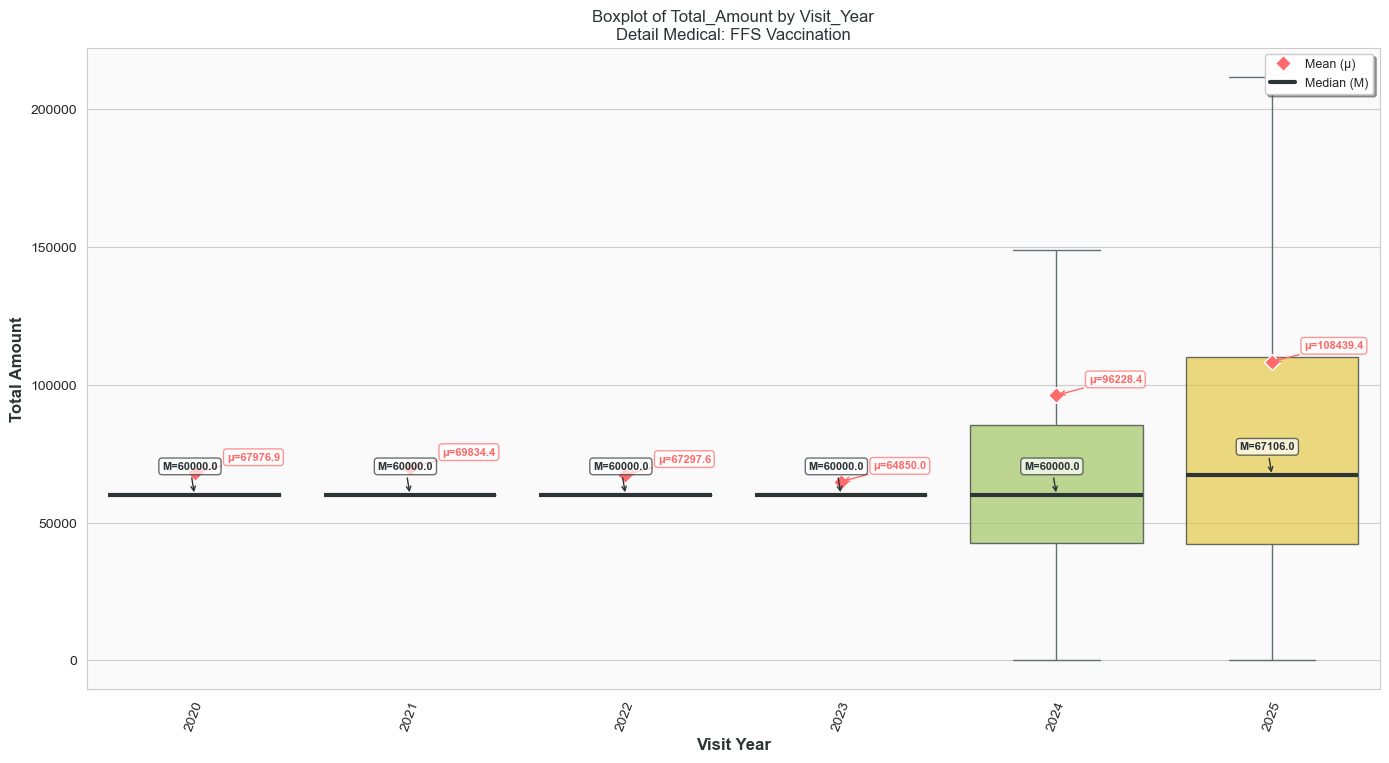 Boxplot of Total_Amount by Visit_Year
Detail Medical: FFS Vaccination
Mean (μ)
Median (M)
Total Amount
200000
150000
100000
50000
0
M=60000.0
μ=67976.9
M=60000.0
μ=69834.4
M=60000.0
μ=67297.6
M=60000.0
μ=64850.0
M=60000.0
μ=96228.4
M=67106.0
μ=108439.4
2020
2021
2022
2023
2024
2025
Visit Year